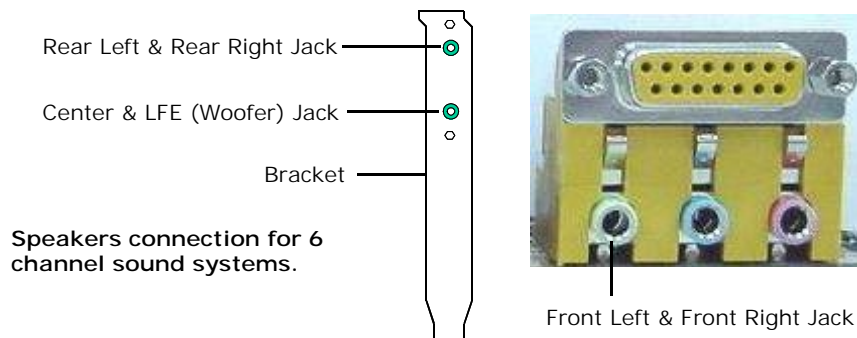 Rear Left & Rear Right Jack
Center & LFE (Woofer) Jack
Bracket
Speakers connection for 6
channel sound systems.
Front Left & Front Right Jack